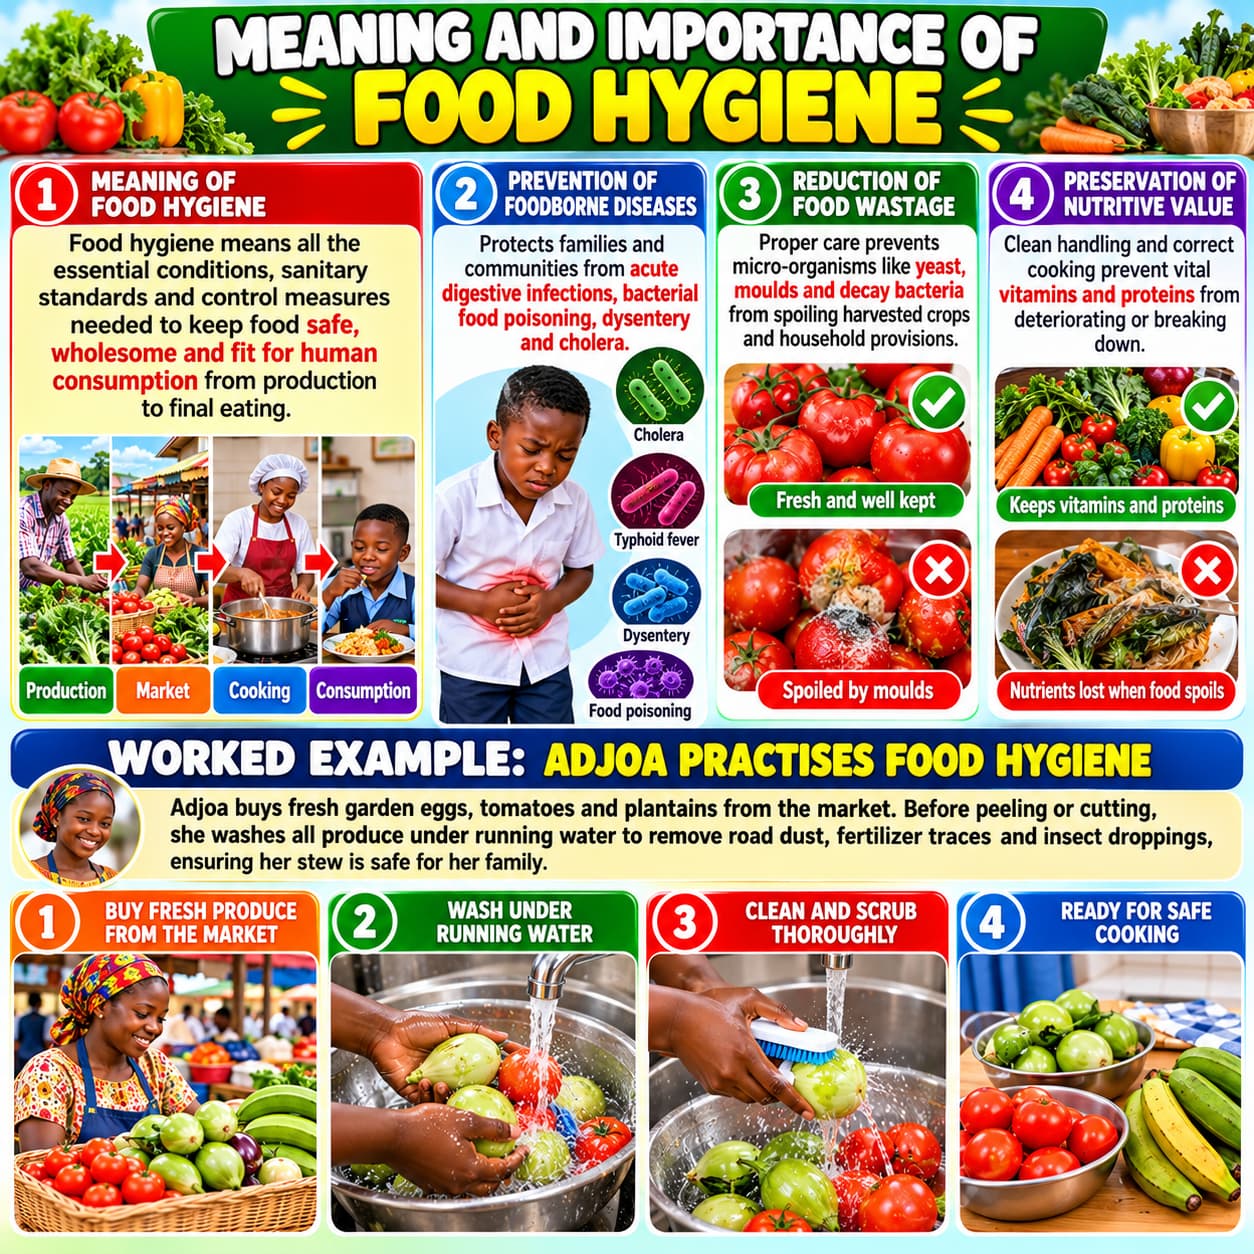 MEANING AND IMPORTANCE OF
FOOD HYGIENE
1
MEANING OF
FOOD HYGIENE
Food hygiene means all the
essential conditions, sanitary
standards and control measures
needed to keep food safe,
wholesome and fit for human
consumption from production
to final eating.
Production
Market
Cooking
Consumption
2
PREVENTION OF
FOODBORNE DISEASES
Protects families and
communities from acute
digestive infections, bacterial
food poisoning, dysentery
and cholera.
Cholera
Typhoid fever
Dysentery
Food poisoning
3
REDUCTION OF
FOOD WASTAGE
Proper care prevents
micro-organisms like yeast,
moulds and decay bacteria
from spoiling harvested crops
and household provisions.
Fresh and well kept
Spoiled by moulds
4
PRESERVATION OF
NUTRITIVE VALUE
Clean handling and correct
cooking prevent vital
vitamins and proteins from
deteriorating or breaking
down.
Keeps vitamins and proteins
Nutrients lost when food spoils
WORKED EXAMPLE: ADJOA PRACTISES FOOD HYGIENE
Adjoa buys fresh garden eggs, tomatoes and plantains from the market. Before peeling or cutting,
she washes all produce under running water to remove road dust, fertilizer traces and insect droppings,
ensuring her stew is safe for her family.
1
BUY FRESH PRODUCE
FROM THE MARKET
2
WASH UNDER
RUNNING WATER
3
CLEAN AND SCRUB
THOROUGHLY
4
READY FOR SAFE
COOKING